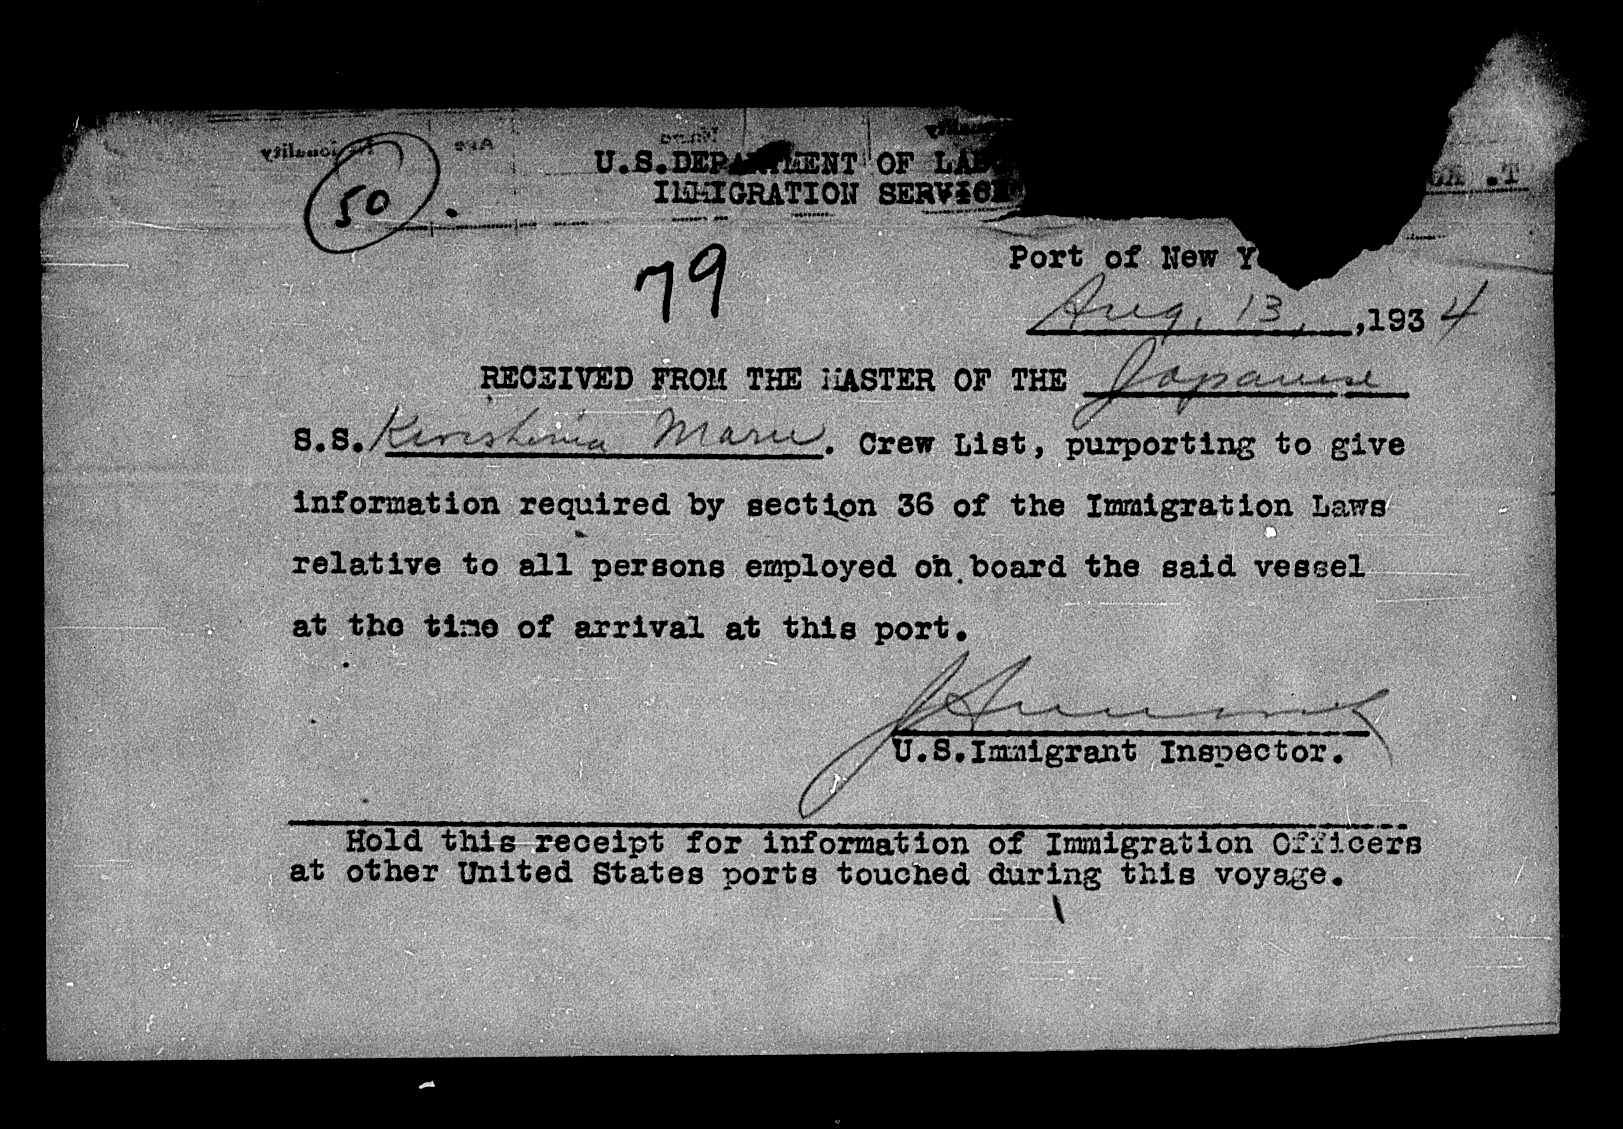 50 .
U.S.DEPARTMENT OF LA
IMMIGRATION SERVICE
79
Port of New Y
Aug. 13, ,1934
RECEIVED FROM THE MASTER OF THE Japanese
S.S. Kirishima Maru. Crew List, purporting to give
information required by section 36 of the Immigration Laws
relative to all persons employed on board the said vessel
at the time of arrival at this port.
U.S.Immigrant Inspector.
Hold this receipt for information of Immigration Officers
at other United States ports touched during this voyage.